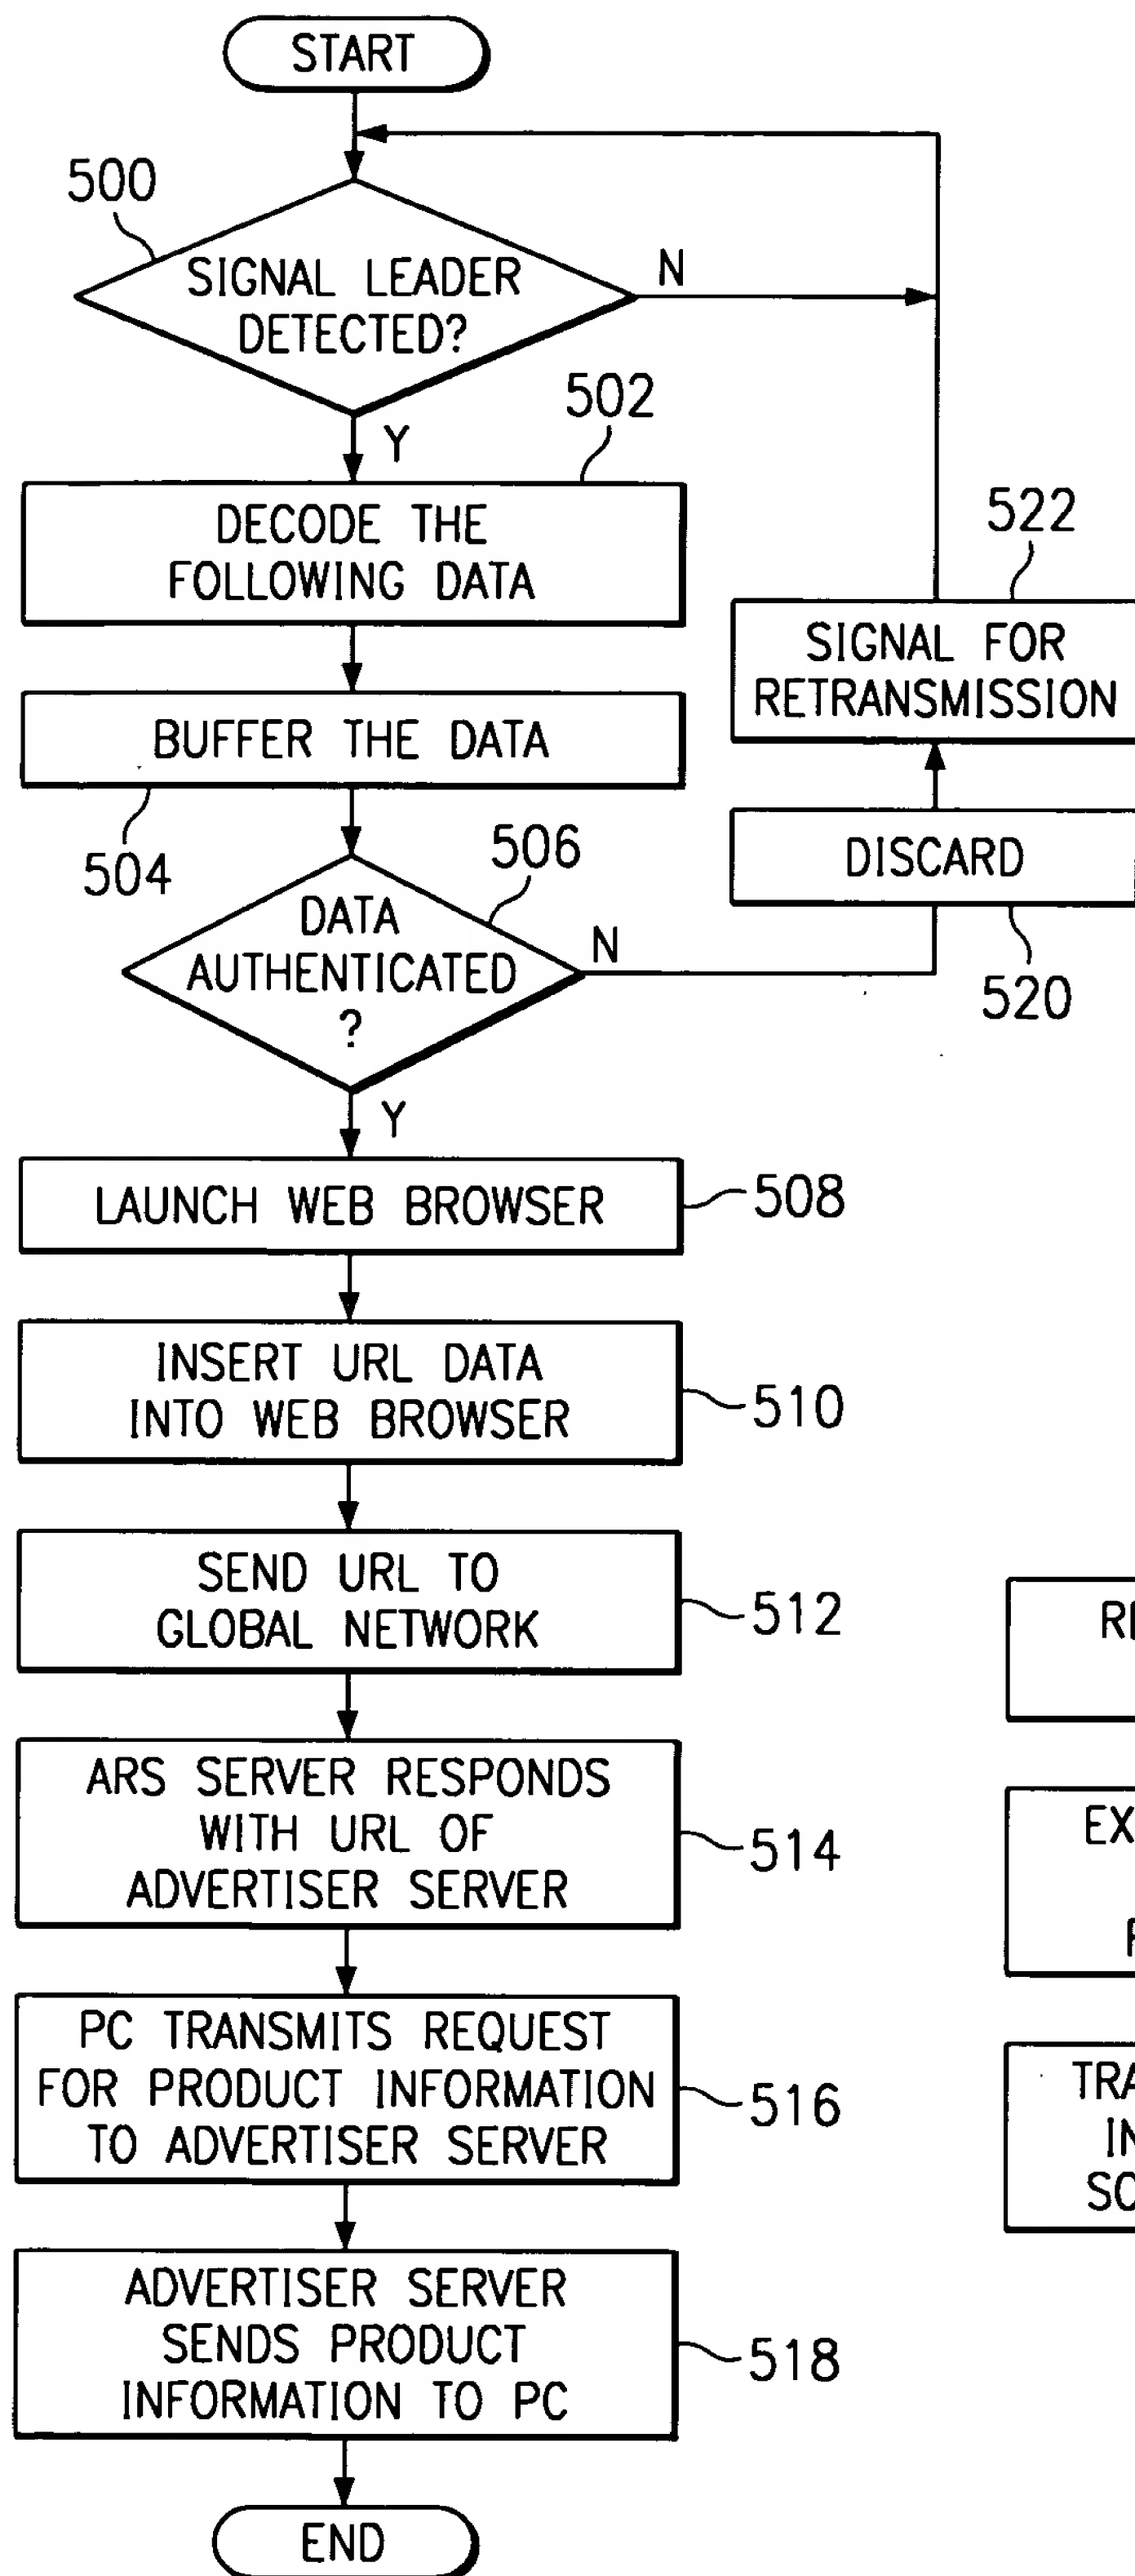 START
500
SIGNAL LEADER
DETECTED?
N
Y
502
DECODE THE
FOLLOWING DATA
522
SIGNAL FOR
RETRANSMISSION
BUFFER THE DATA
504
DISCARD
520
506
DATA
AUTHENTICATED
?
N
Y
LAUNCH WEB BROWSER
508
INSERT URL DATA
INTO WEB BROWSER
510
SEND URL TO
GLOBAL NETWORK
512
ARS SERVER RESPONDS
WITH URL OF
ADVERTISER SERVER
514
PC TRANSMITS REQUEST
FOR PRODUCT INFORMATION
TO ADVERTISER SERVER
516
ADVERTISER SERVER
SENDS PRODUCT
INFORMATION TO PC
518
END